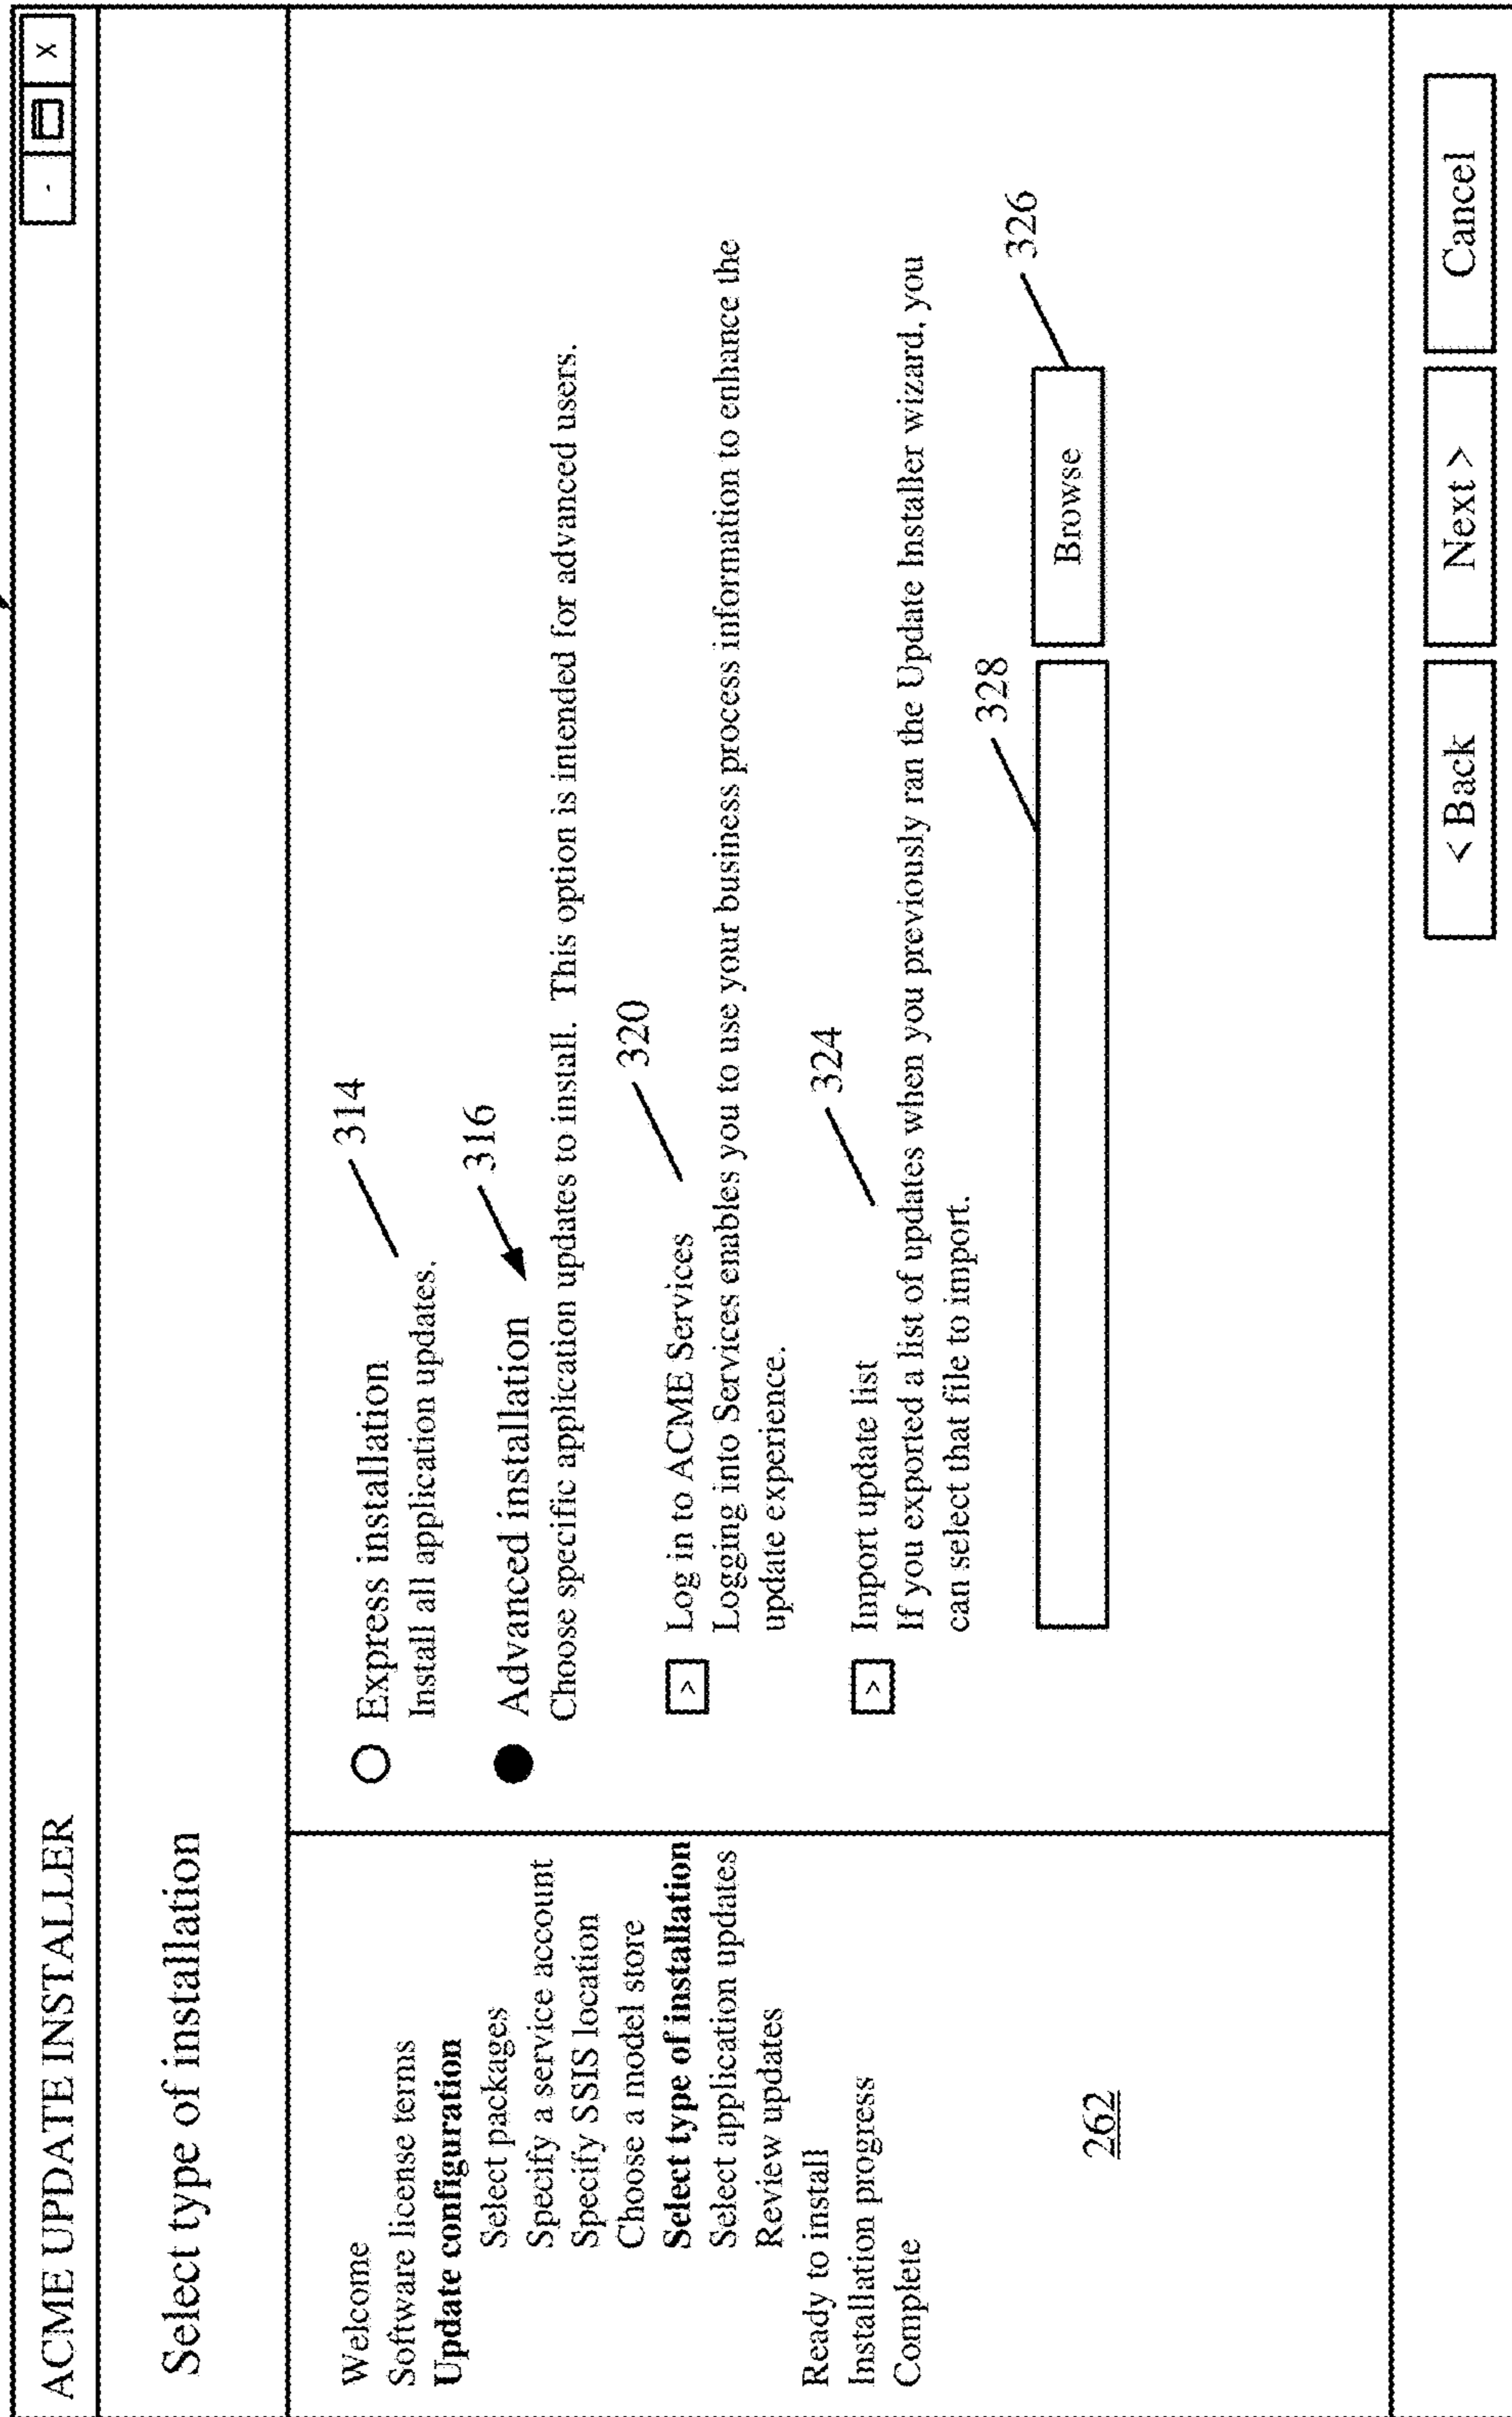 ACME UPDATE INSTALLER
- X
Select type of installation
Welcome
Software license terms
Update configuration
Select packages
Specify a service account
Specify SSIS location
Choose a model store
Select type of installation
Select application updates
Review updates
Ready to install
Installation progress
Complete
262
Express installation
Install all application updates.
314
Advanced installation
316
Choose specific application updates to install. This option is intended for advanced users.
320
> Log in to ACME Services
Logging into Services enables you to use your business process information to enhance the
update experience.
324
> Import update list
If you exported a list of updates when you previously ran the Update Installer wizard, you
can select that file to import.
328
326
Browse
< Back
Next >
Cancel